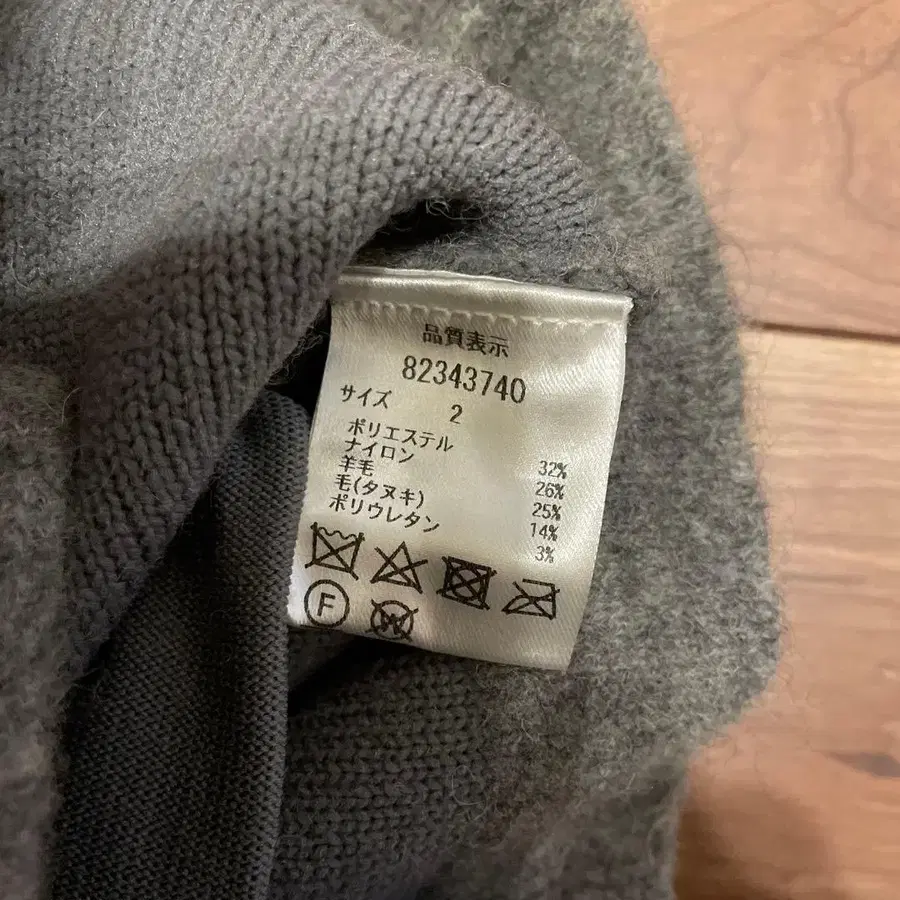 品質表示
82343740
サイズ 2
ポリエステル 32%
ナイロン 26%
羊毛 25%
毛(タヌキ) 14%
ポリウレタン 3%
F
W